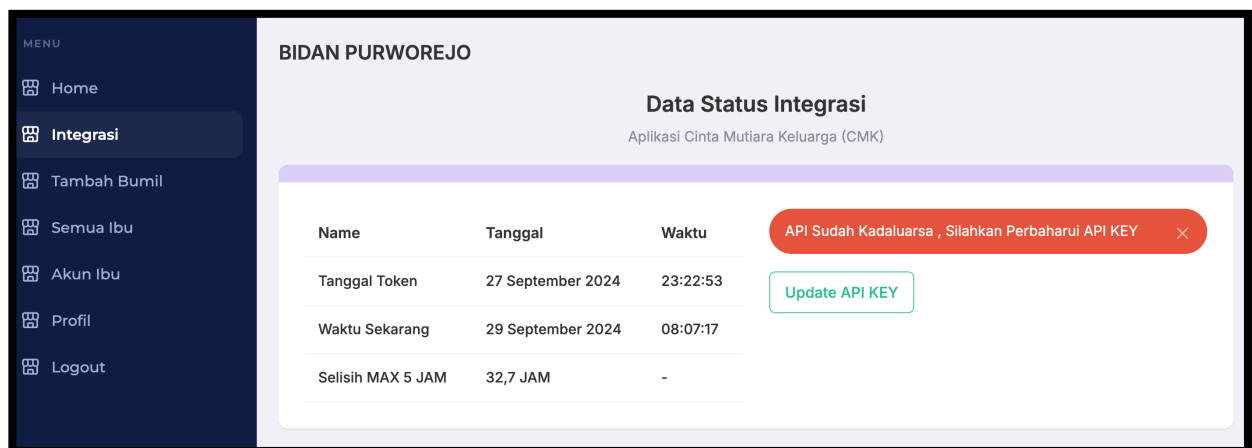 MENU
Home
Integrasi
Tambah Bumil
Semua Ibu
Akun Ibu
Profil
Logout
BIDAN PURWOREJO
Data Status Integrasi
Aplikasi Cinta Mutiara Keluarga (CMK)
Name Tanggal Waktu
Tanggal Token 27 September 2024 23:22:53
Waktu Sekarang 29 September 2024 08:07:17
Selisih MAX 5 JAM 32,7 JAM -
API Sudah Kadaluarsa , Silahkan Perbaharui API KEY ×
Update API KEY